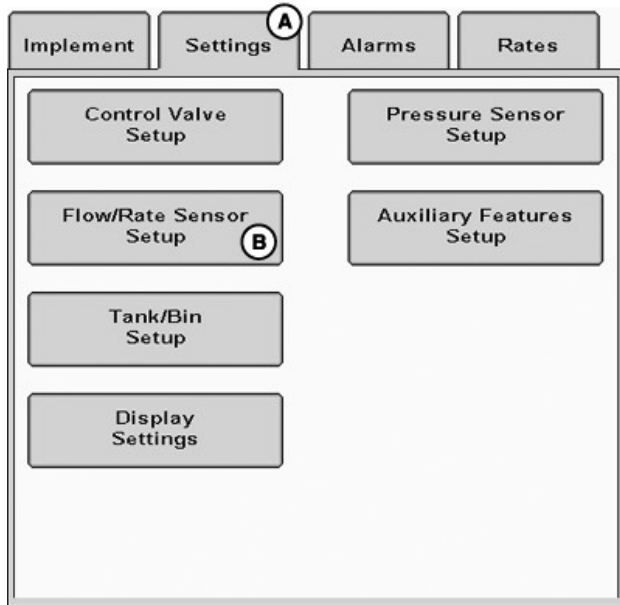 Implement
Settings
A
Alarms
Rates
Control Valve
Setup
Pressure Sensor
Setup
Flow/Rate Sensor
Setup
B
Auxiliary Features
Setup
Tank/Bin
Setup
Display
Settings